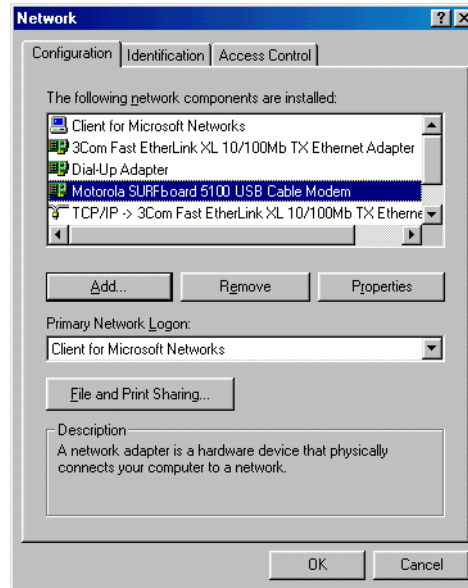 Network
Configuration Identification Access Control
The following network components are installed:
Client for Microsoft Networks
3Com Fast EtherLink XL 10/100Mb TX Ethernet Adapter
Dial-Up Adapter
Motorola SURFboard 5100 USB Cable Modem
TCP/IP -> 3Com Fast EtherLink XL 10/100Mb TX Etherne
Add... Remove Properties
Primary Network Logon:
Client for Microsoft Networks
File and Print Sharing...
Description
A network adapter is a hardware device that physically
connects your computer to a network.
OK Cancel